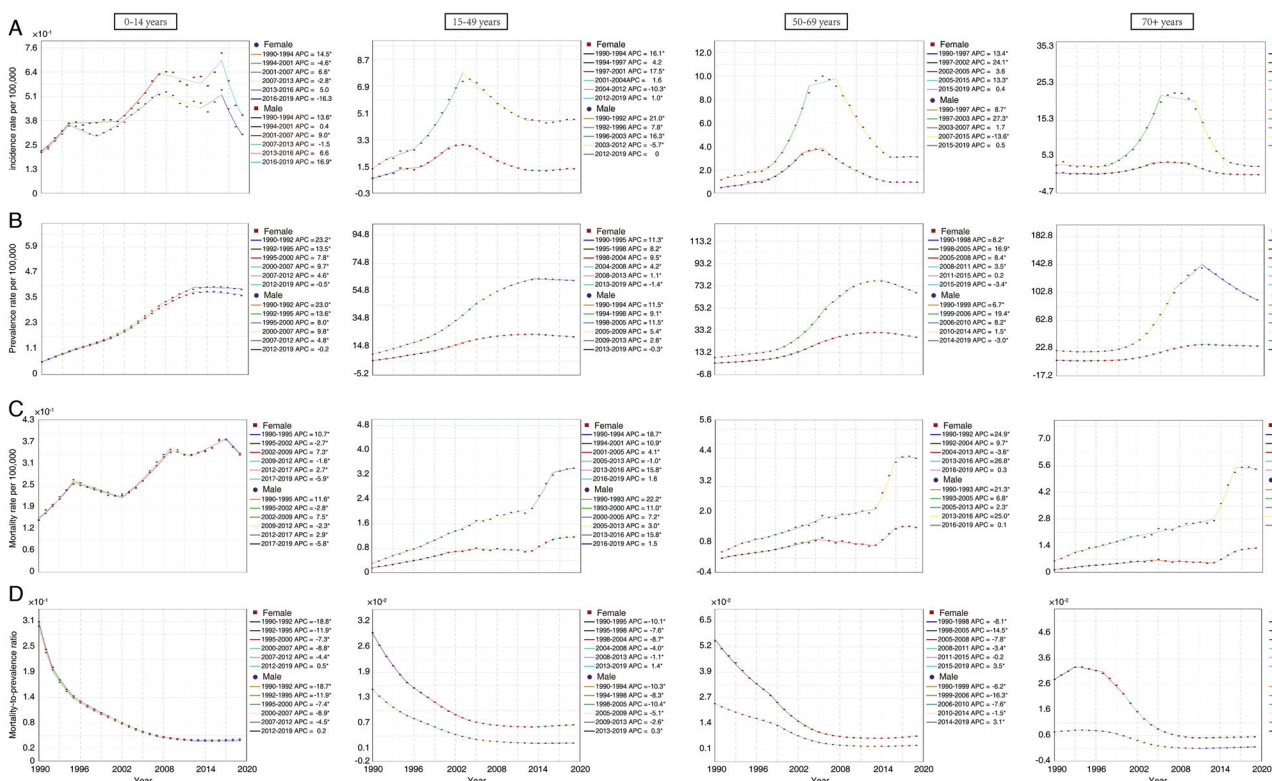 0-14 years
15-49 years
50-69 years
70+ years
A
×10⁻¹
incidence rate per 100,000
7.6
6.4
5.1
3.8
2.5
1.3
0
Female
1990-1994 APC = 14.5*
1994-2001 APC = -4.6*
2001-2007 APC = 6.6*
2007-2013 APC = -2.8*
2013-2016 APC = 5.0
2016-2019 APC = -16.3
Male
1990-1994 APC = 13.6*
1994-2001 APC = 0.4
2001-2007 APC = 9.0*
2007-2013 APC = -1.5
2013-2016 APC = 6.6
2016-2019 APC = 16.9*
8.7
7.2
5.7
4.2
2.7
1.2
-0.3
Female
1990-1994 APC = 16.1*
1994-1997 APC = 4.2
1997-2001 APC = 17.5*
2001-2004APC = 1.6
2004-2012 APC = -10.3*
2012-2019 APC = 1.0*
Male
1990-1992 APC = 21.0*
1992-1996 APC = 7.8*
1996-2003 APC = 16.3*
2003-2012 APC = -5.7*
2012-2019 APC = 0
12.0
10.0
8.0
6.0
4.0
2.0
0
Female
1990-1997 APC = 13.4*
1997-2002 APC = 24.1*
2002-2005 APC = 3.6
2005-2015 APC = 13.3*
2015-2019 APC = 0.4
Male
1990-1997 APC = 8.7*
1997-2003 APC = 27.3*
2003-2007 APC = 1.7
2007-2015 APC = -13.6*
2015-2019 APC = 0.5
36.3
25.3
15.3
5.3
-4.7
B
Prevalence rate per 100,000
5.9
4.7
3.5
2.3
1.1
0
Female
1990-1992 APC = 23.2*
1992-1995 APC = 13.5*
1995-2000 APC = 7.8*
2000-2007 APC = 9.7*
2007-2012 APC = 4.6*
2012-2019 APC = -0.5*
Male
1990-1992 APC = 23.0*
1992-1995 APC = 13.6*
1995-2000 APC = 8.0*
2000-2007 APC = 9.8*
2007-2012 APC = 4.8*
2012-2019 APC = -0.2
94.8
74.8
54.8
34.8
14.8
-5.2
Female
1990-1995 APC = 11.3*
1995-1998 APC = 8.2*
1998-2004 APC = 9.5*
2004-2008 APC = 4.2*
2008-2013 APC = 1.1*
2013-2019 APC = -1.4*
Male
1990-1994 APC = 11.5*
1994-1998 APC = 9.1*
1998-2005 APC = 11.5*
2005-2009 APC = 5.4*
2009-2013 APC = 2.6*
2013-2019 APC = -0.3*
113.2
93.2
73.2
53.2
33.2
13.2
-6.8
Female
1990-1998 APC = 8.2*
1998-2005 APC = 16.9*
2005-2008 APC = 8.4*
2008-2011 APC = 3.5*
2011-2015 APC = 0.2
2015-2019 APC = -3.4*
Male
1990-1999 APC = 6.7*
1999-2006 APC = 19.4*
2006-2010 APC = 8.2*
2010-2014 APC = 1.5*
2014-2019 APC = -3.0*
182.8
142.8
102.8
62.8
22.8
-17.2
C
×10⁻¹
Mortality rate per 100,000
4.3
3.7
3.1
2.4
1.8
1.2
0.6
0
Female
1990-1995 APC = 10.7*
1995-2002 APC = -2.7*
2002-2009 APC = 7.3*
2009-2012 APC = -1.6*
2012-2017 APC = 2.7*
2017-2019 APC = -5.9*
Male
1990-1995 APC = 11.6*
1995-2002 APC = -2.8*
2002-2009 APC = 7.5*
2009-2012 APC = -2.3*
2012-2017 APC = 2.9*
2017-2019 APC = -5.8*
4.8
4.0
3.2
2.4
1.6
0.8
0
Female
1990-1994 APC = 18.7*
1994-2001 APC = 10.9*
2001-2005 APC = 4.1*
2005-2013 APC = -1.0*
2013-2016 APC = 15.8*
2016-2019 APC = 1.6
Male
1990-1993 APC = 22.2*
1993-2000 APC = 11.0*
2000-2005 APC = 7.2*
2005-2013 APC = 3.0*
2013-2016 APC = 15.8*
2016-2019 APC = 1.5
5.6
4.4
3.2
2.0
0.8
-0.4
Female
1990-1992 APC = 24.9*
1992-2004 APC = 9.7*
2004-2013 APC = -3.6*
2013-2016 APC = 26.8*
2016-2019 APC = 0.3
Male
1990-1993 APC = 21.3*
1993-2005 APC = 6.8*
2005-2013 APC = 2.3*
2013-2016 APC = 25.0*
2016-2019 APC = 0.1
7.0
5.6
4.2
2.8
1.4
0
D
×10⁻¹
Mortality-to-prevalence ratio
3.1
2.2
1.8
1.4
0.8
0.4
0.2
0
Female
1990-1992 APC = -18.8*
1992-1995 APC = -11.9*
1995-2000 APC = -7.3*
2000-2007 APC = -8.8*
2007-2012 APC = -4.4*
2012-2019 APC = 0.5*
Male
1990-1992 APC = -18.7*
1992-1995 APC = -11.9*
1995-2000 APC = -7.4*
2000-2007 APC = -8.9*
2007-2012 APC = -4.5*
2012-2019 APC = 0.2
×10⁻²
3.2
2.6
1.9
1.3
0.7
0.1
Female
1990-1995 APC = -10.1*
1995-1998 APC = -7.6*
1998-2004 APC = -8.7*
2004-2008 APC = -4.0*
2008-2013 APC = -1.1*
2013-2019 APC = 1.4*
Male
1990-1994 APC = -10.3*
1994-1998 APC = -8.3*
1998-2005 APC = -10.4*
2005-2009 APC = -5.1*
2009-2013 APC = -2.6*
2013-2019 APC = 0.3*
×10⁻²
6.5
5.3
4.0
2.7
1.4
0.1
Female
1990-1998 APC = -8.1*
1998-2005 APC = -14.5*
2005-2008 APC = -7.8*
2008-2011 APC = -3.4*
2011-2015 APC = -0.2
2015-2019 APC = 3.5*
Male
1990-1999 APC = -6.2*
1999-2006 APC = -16.3*
2006-2010 APC = -7.6*
2010-2014 APC = -1.5*
2014-2019 APC = 3.1*
×10⁻²
4.6
3.6
2.6
1.6
0.6
-0.4
1990 1996 2002 2008 2014 2020
1990 1996 2002 2008 2014 2020
1990 1996 2002 2008 2014 2020
1990 1996 2002 2008 2014 2020
Year
Year
Year
Year